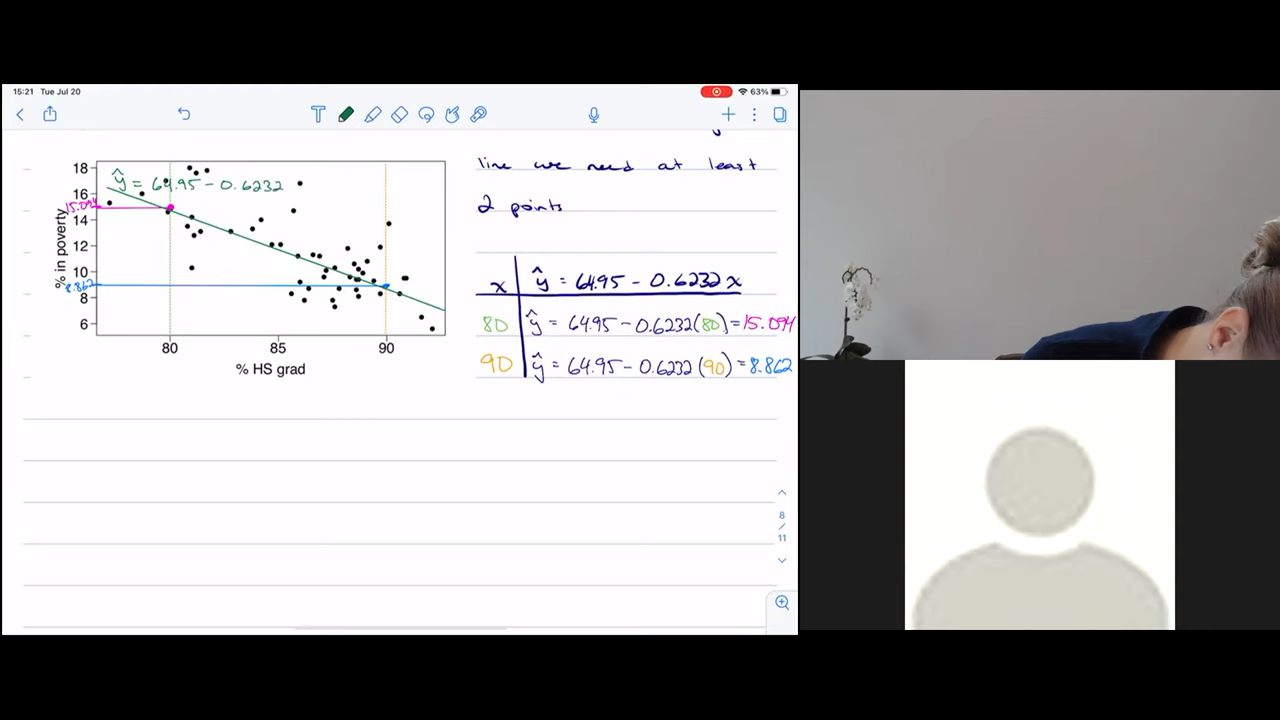 15:21 Tue Jul 20
63%
line we need at least
2 points
ŷ = 64.95 - 0.6232
18
16
15.094
14
12
10
8.862
8
6
% in poverty
80 85 90
% HS grad
x ŷ = 64.95 - 0.6232x
80 ŷ = 64.95 - 0.6232(80) = 15.094
90 ŷ = 64.95 - 0.6232(90) = 8.862
8
/
11